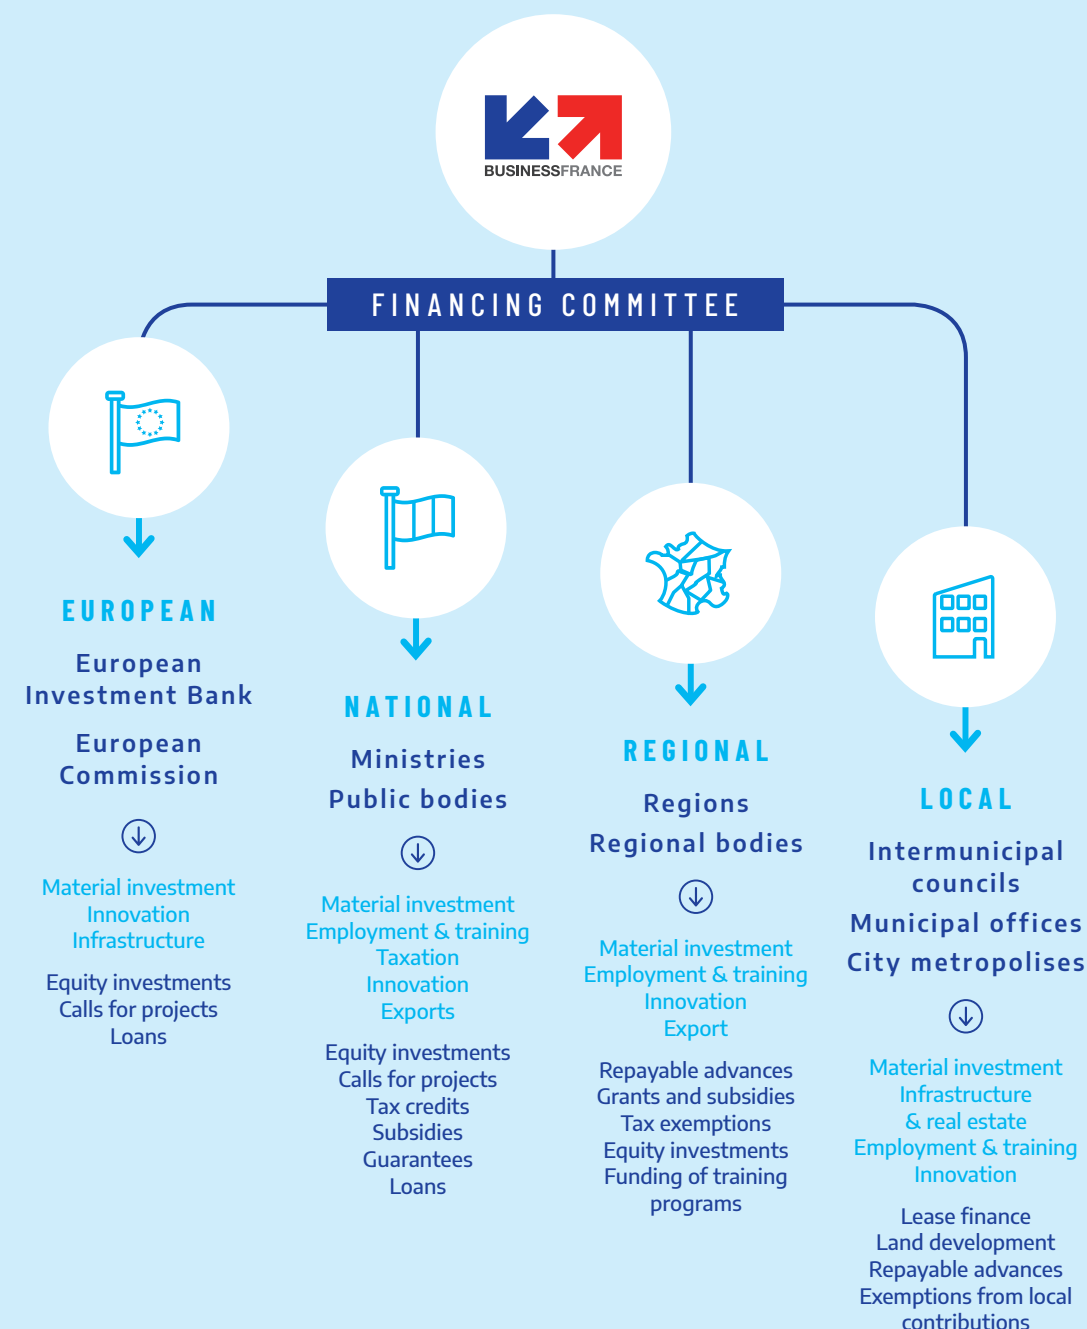 BUSINESSFRANCE
FINANCING COMMITTEE
EUROPEAN
European
Investment Bank
European
Commission
Material investment
Innovation
Infrastructure
Equity investments
Calls for projects
Loans
NATIONAL
Ministries
Public bodies
Material investment
Employment & training
Taxation
Innovation
Exports
Equity investments
Calls for projects
Tax credits
Subsidies
Guarantees
Loans
REGIONAL
Regions
Regional bodies
Material investment
Employment & training
Innovation
Export
Repayable advances
Grants and subsidies
Tax exemptions
Equity investments
Funding of training
programs
LOCAL
Intermunicipal
councils
Municipal offices
City metropolises
Material investment
Infrastructure
& real estate
Employment & training
Innovation
Lease finance
Land development
Repayable advances
Exemptions from local
contributions